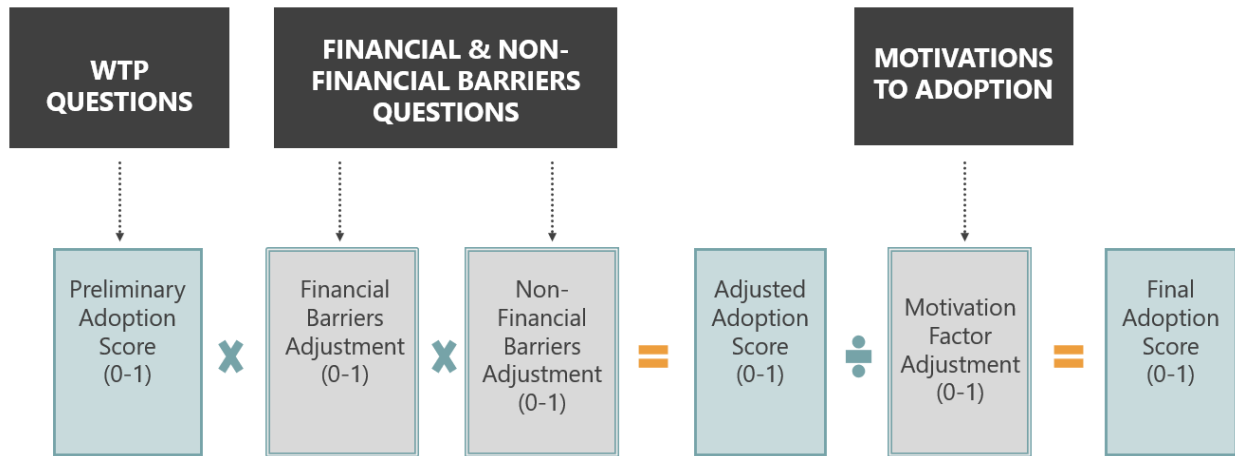 WTP
QUESTIONS
FINANCIAL & NON-
FINANCIAL BARRIERS
QUESTIONS
MOTIVATIONS
TO ADOPTION
Preliminary
Adoption
Score
(0-1)
×
Financial
Barriers
Adjustment
(0-1)
×
Non-
Financial
Barriers
Adjustment
(0-1)
=
Adjusted
Adoption
Score
(0-1)
÷
Motivation
Factor
Adjustment
(0-1)
=
Final
Adoption
Score
(0-1)